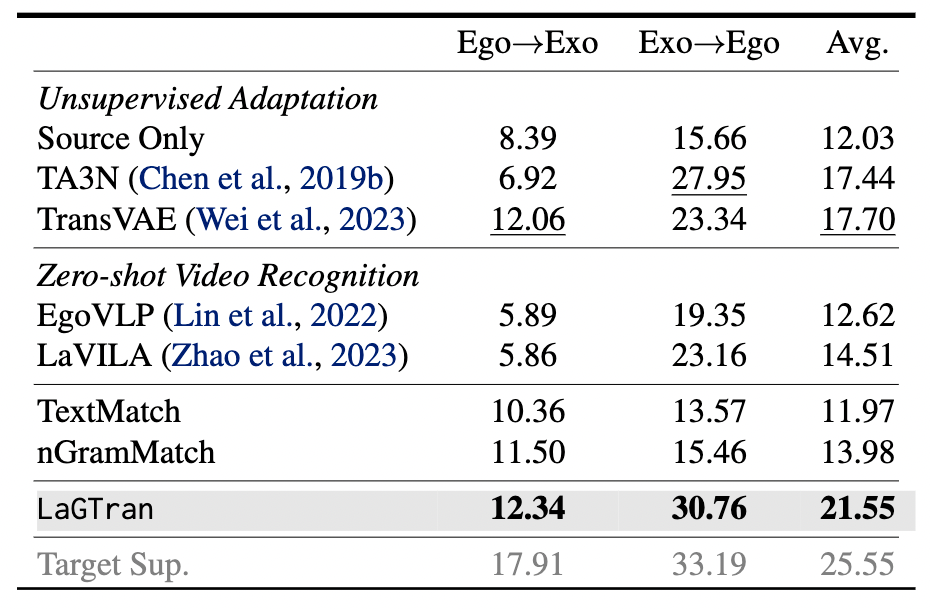 Ego→Exo Exo→Ego Avg.
Unsupervised Adaptation
Source Only 8.39 15.66 12.03
TA3N (Chen et al., 2019b) 6.92 27.95 17.44
TransVAE (Wei et al., 2023) 12.06 23.34 17.70
Zero-shot Video Recognition
EgoVLP (Lin et al., 2022) 5.89 19.35 12.62
LaVILA (Zhao et al., 2023) 5.86 23.16 14.51
TextMatch 10.36 13.57 11.97
nGramMatch 11.50 15.46 13.98
LaGTran 12.34 30.76 21.55
Target Sup. 17.91 33.19 25.55